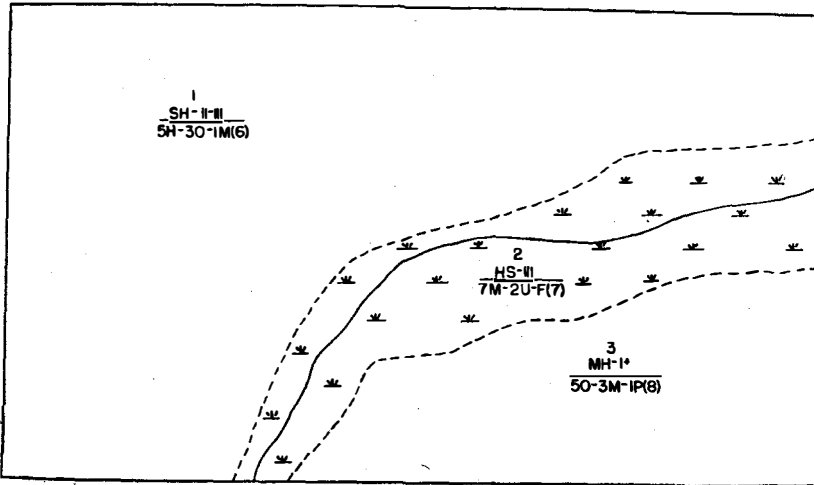 1
SH-II-III
5H-30-1M(6)
2
HS-III
7M-2U-F(7)
3
MH-I+
50-3M-1P(8)